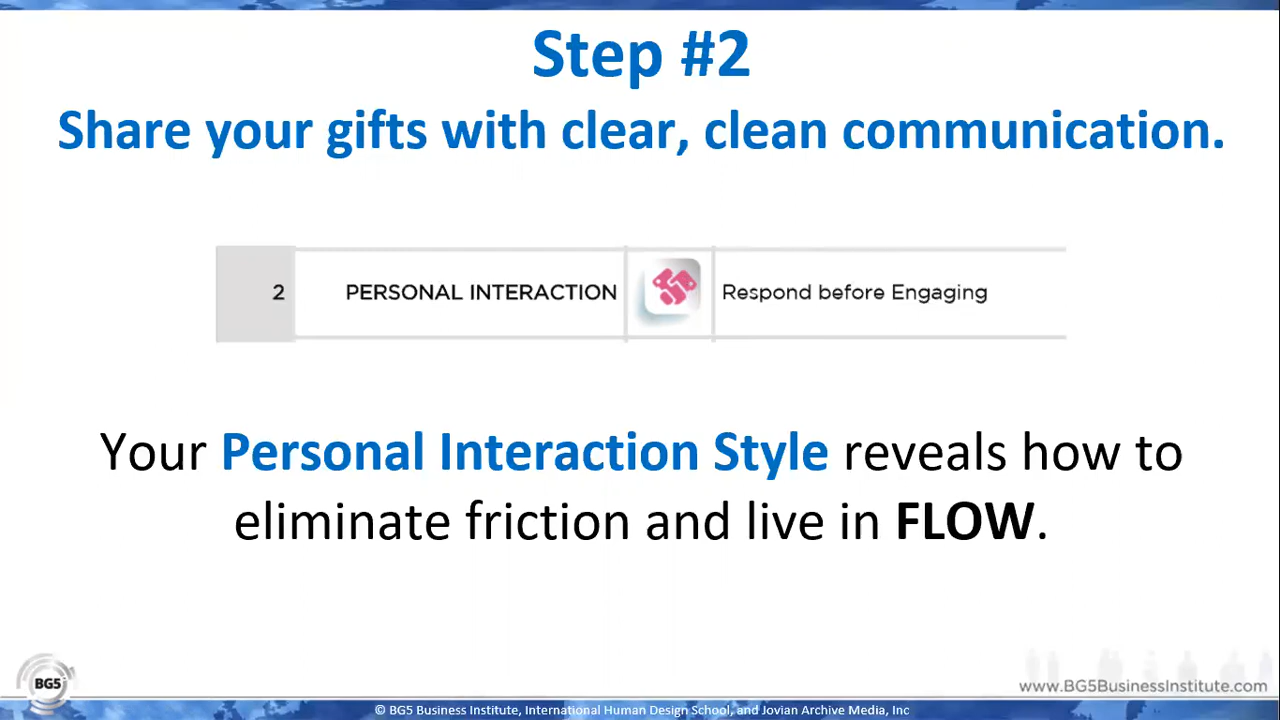 Step #2
Share your gifts with clear, clean communication.
2 PERSONAL INTERACTION Respond before Engaging
Your Personal Interaction Style reveals how to
eliminate friction and live in FLOW.
BG5
www.BG5BusinessInstitute.com
© BG5 Business Institute, International Human Design School, and Jovian Archive Media, Inc